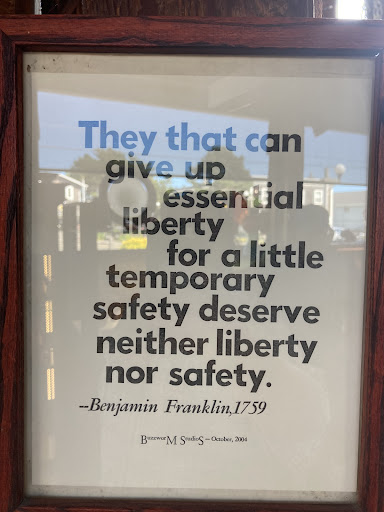 They that can
give up
essential
liberty
for a little
temporary
safety deserve
neither liberty
nor safety.
--Benjamin Franklin,1759
BuzzworM StudioS — October, 2004